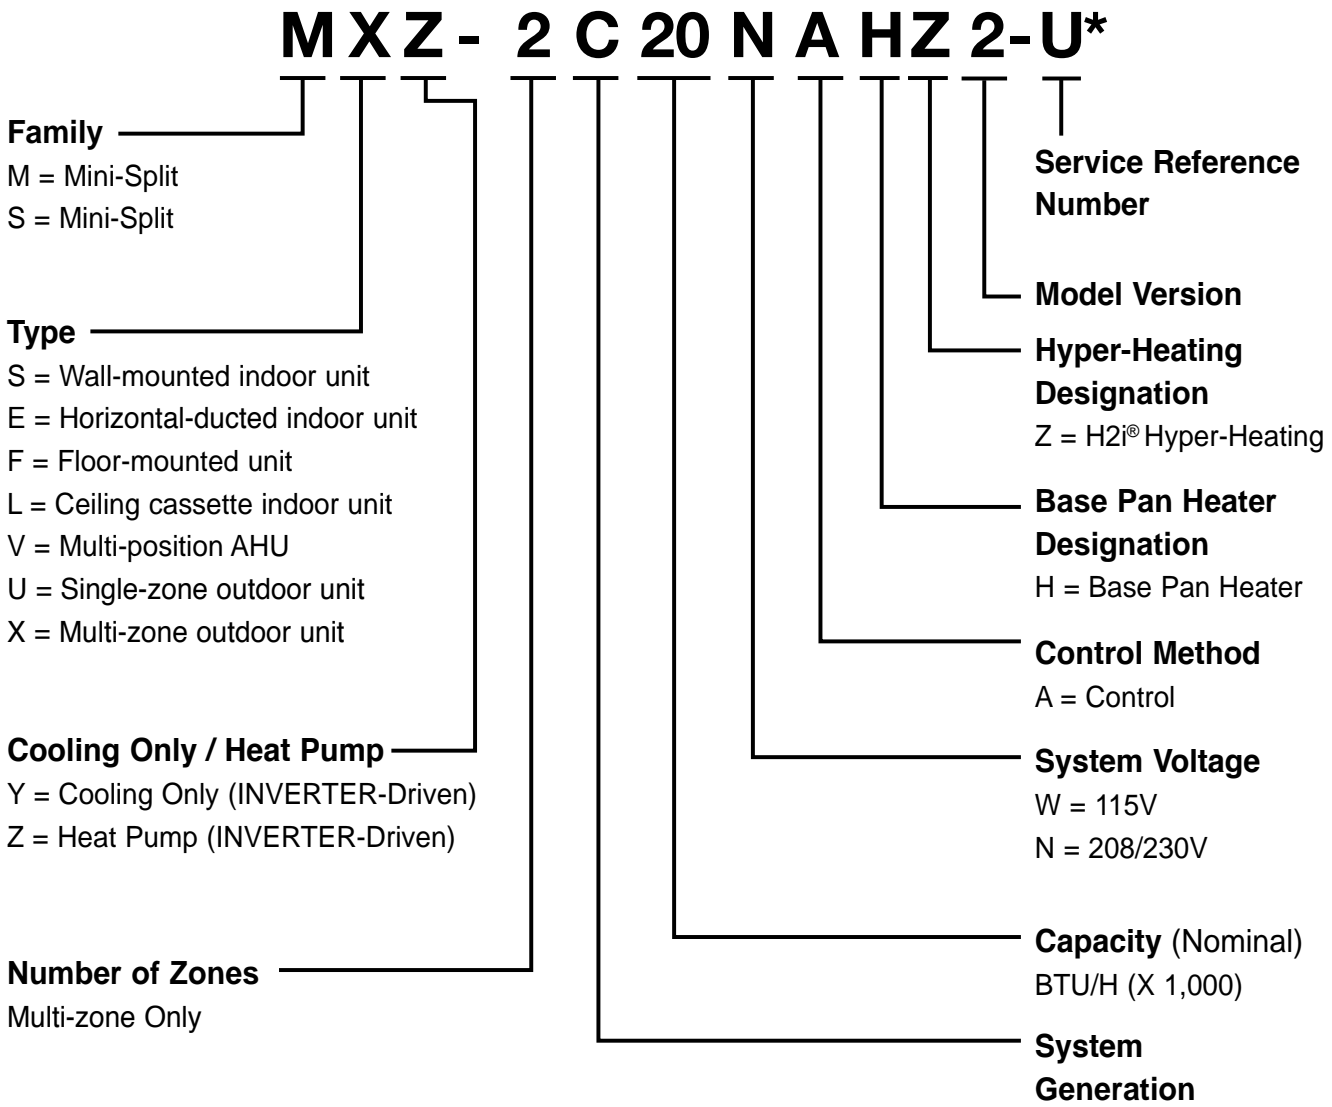 M X Z - 2 C 20 N A H Z 2 - U*
Family
M = Mini-Split
S = Mini-Split
Type
S = Wall-mounted indoor unit
E = Horizontal-ducted indoor unit
F = Floor-mounted unit
L = Ceiling cassette indoor unit
V = Multi-position AHU
U = Single-zone outdoor unit
X = Multi-zone outdoor unit
Cooling Only / Heat Pump
Y = Cooling Only (INVERTER-Driven)
Z = Heat Pump (INVERTER-Driven)
Number of Zones
Multi-zone Only
Service Reference
Number
Model Version
Hyper-Heating
Designation
Z = H2i® Hyper-Heating
Base Pan Heater
Designation
H = Base Pan Heater
Control Method
A = Control
System Voltage
W = 115V
N = 208/230V
Capacity (Nominal)
BTU/H (X 1,000)
System
Generation